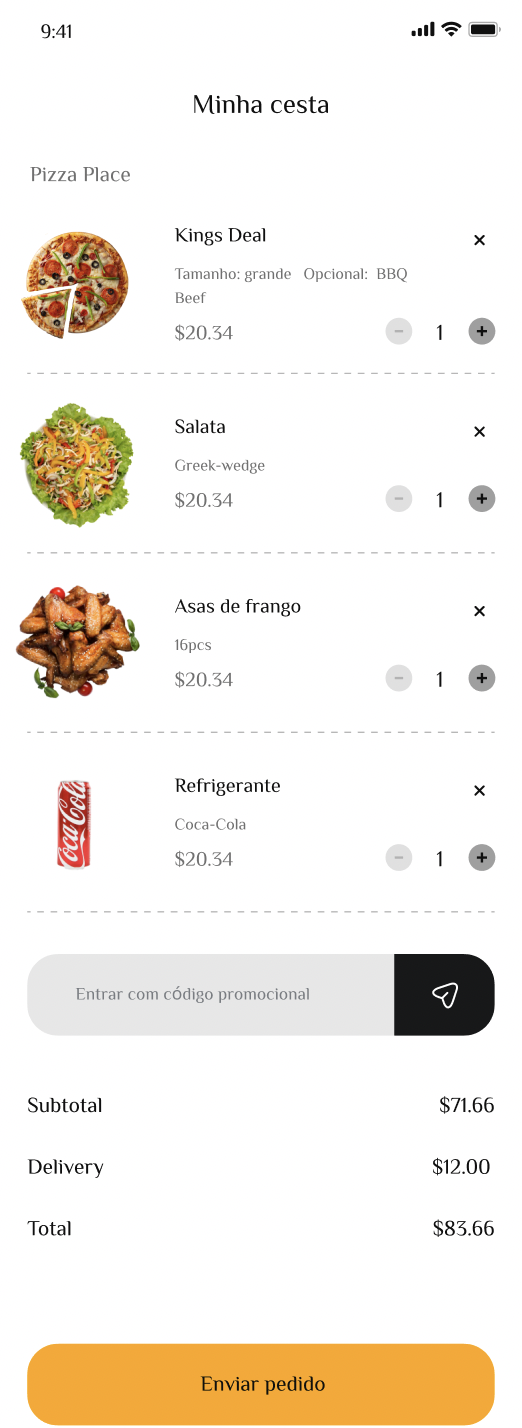 9:41
Minha cesta
Pizza Place
Kings Deal
Tamanho: grande Opcional: BBQ
Beef
$20.34 1
Salata
Greek-wedge
$20.34 1
Asas de frango
16pcs
$20.34 1
Refrigerante
Coca-Cola
Coca-Cola
$20.34 1
Entrar com código promocional
Subtotal $71.66
Delivery $12.00
Total $83.66
Enviar pedido